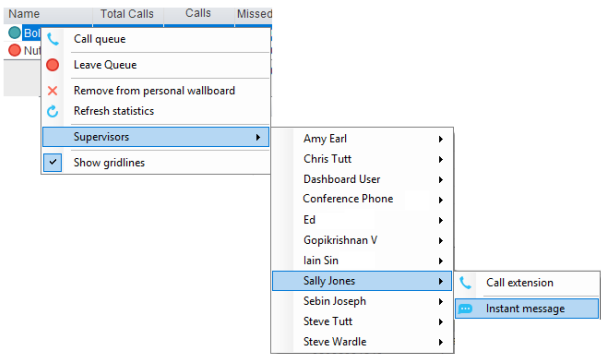 Name Total Calls Calls Missed
Bol
Nut
Call queue
Leave Queue
Remove from personal wallboard
Refresh statistics
Supervisors
Show gridlines
Amy Earl
Chris Tutt
Dashboard User
Conference Phone
Ed
Gopikrishnan V
Iain Sin
Sally Jones
Sebin Joseph
Steve Tutt
Steve Wardle
Call extension
Instant message